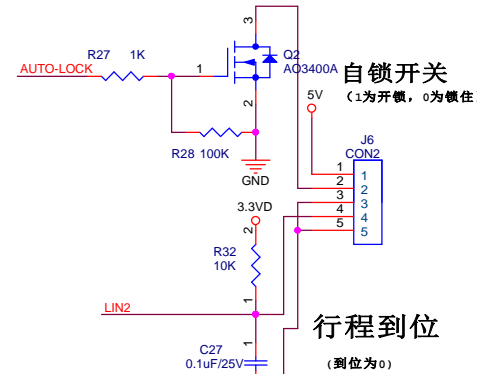 3
R27 1K
AUTO-LOCK
1
Q2
AO3400A
自锁开关
(1为开锁，0为锁住
5V
2
R28 100K
GND
J6
CON2
1 1
2 2
3 3
4 4
5 5
3.3VD
2
R32
10K
1
LIN2
行程到位
1
C27
0.1uF/25V
(到位为0)